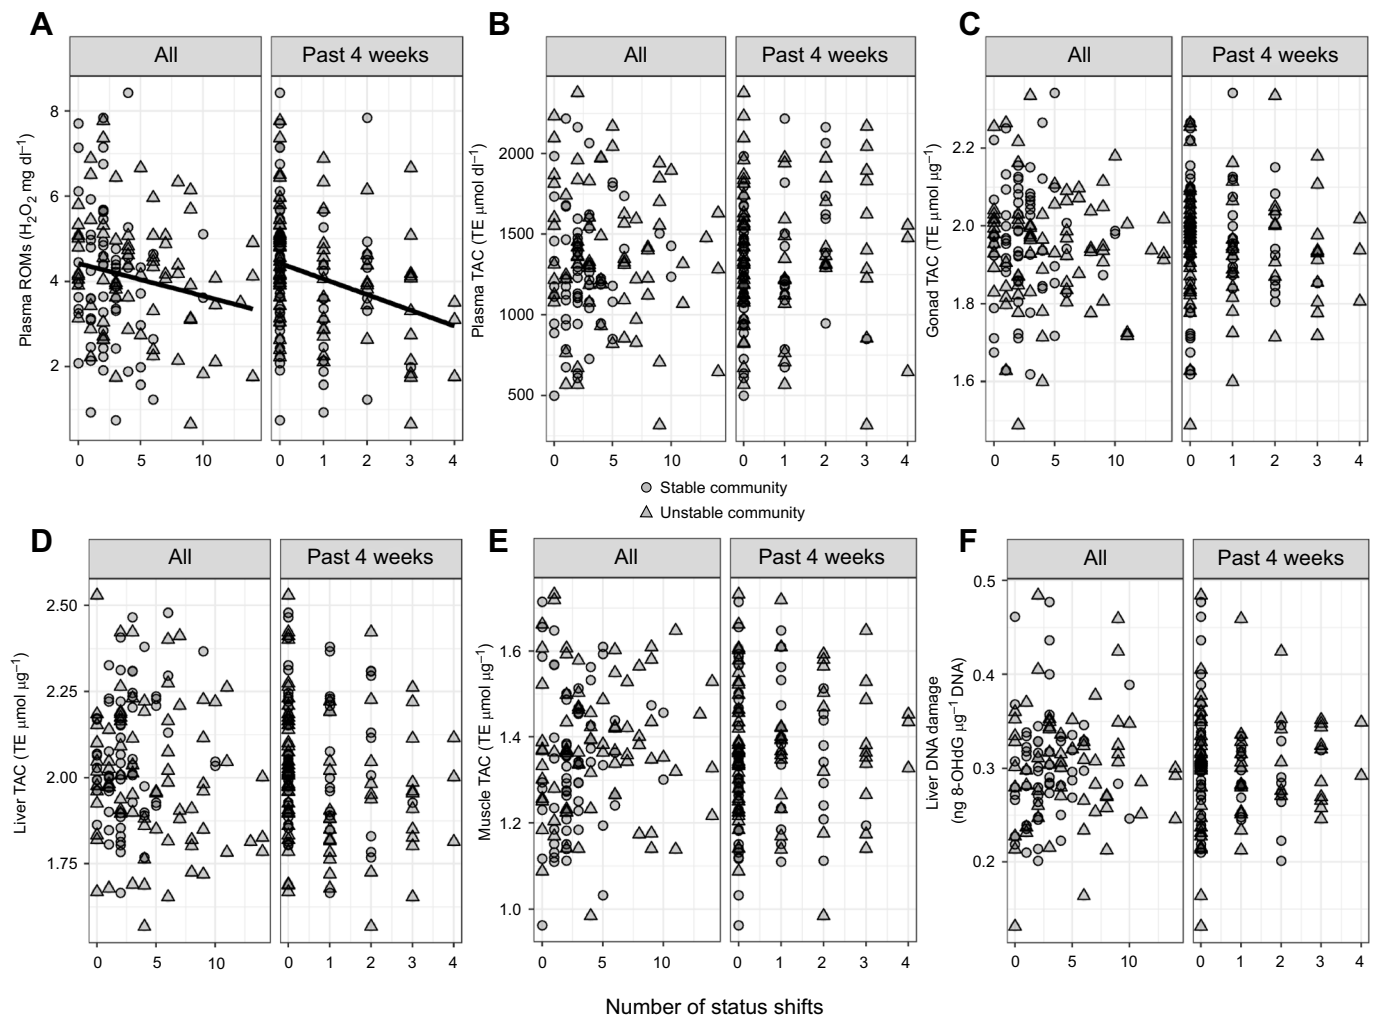 A
B
C
All
Past 4 weeks
All
Past 4 weeks
All
Past 4 weeks
Plasma ROMs (H₂O₂ mg dl⁻¹)
8
6
4
2
Plasma TAC (TE μmol dl⁻¹)
2000
1500
1000
500
Gonad TAC (TE μmol μg⁻¹)
2.2
2.0
1.8
1.6
0 5 10 0 1 2 3 4
0 5 10 0 1 2 3 4
0 5 10 0 1 2 3 4
Stable community
Unstable community
D
E
F
All
Past 4 weeks
All
Past 4 weeks
All
Past 4 weeks
Liver TAC (TE μmol μg⁻¹)
2.50
2.25
2.00
1.75
Muscle TAC (TE μmol μg⁻¹)
1.6
1.4
1.2
1.0
Liver DNA damage
(ng 8-OHdG μg⁻¹ DNA)
0.5
0.4
0.3
0.2
0 5 10 0 1 2 3 4
0 5 10 0 1 2 3 4
0 5 10 0 1 2 3 4
Number of status shifts